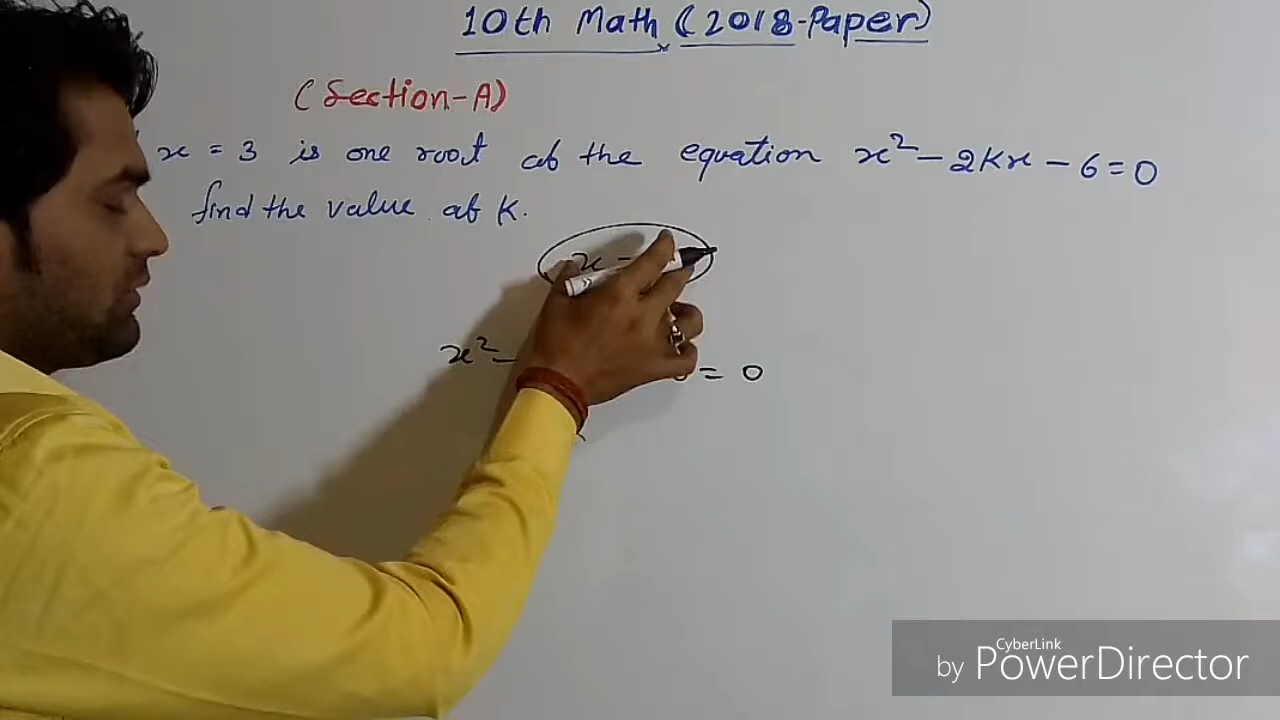 10th Math (2018-Paper)
(Section-A)
x = 3 is one root of the equation x² - 2kx - 6 = 0
find the value of K.
x
x² -
= 0
CyberLink
by PowerDirector